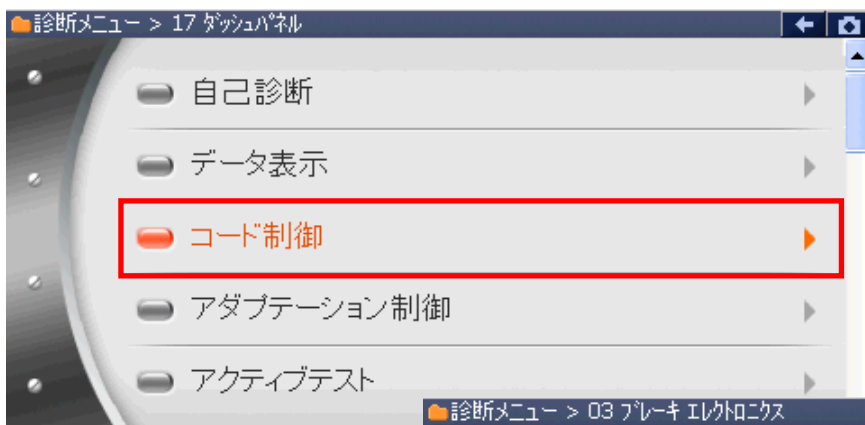 診断メニュー > 17 ﾀﾞｯｼｭﾊﾟﾈﾙ
自己診断
データ表示
コード制御
アダプテーション制御
アクティブテスト
診断メニュー > 03 ﾌﾞﾚｰｷ ｴﾚｸﾄﾛﾆｸｽ